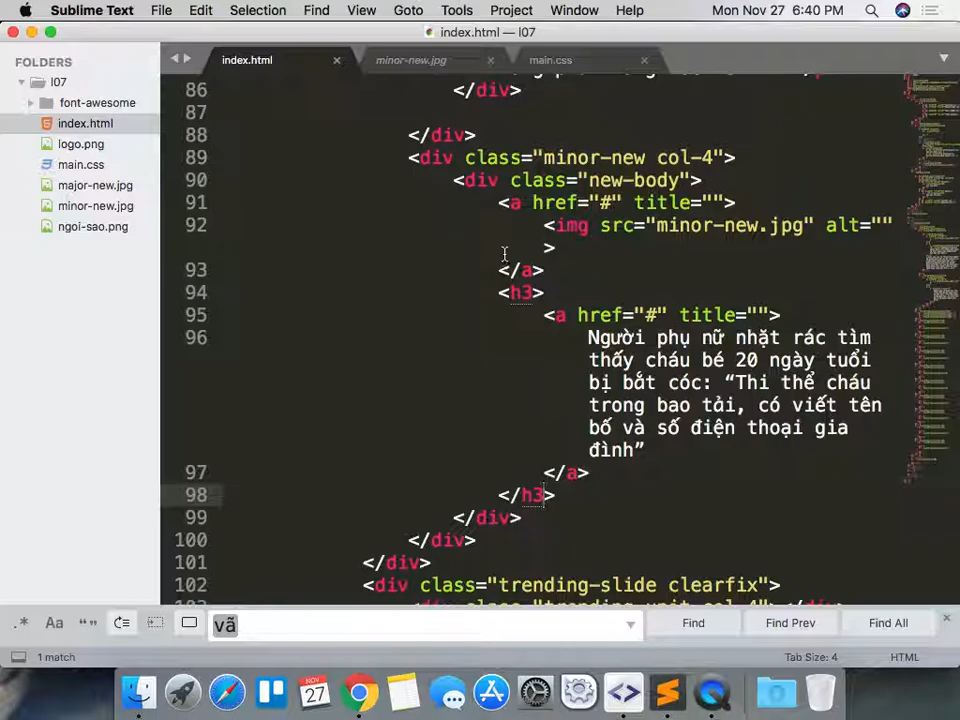 Sublime Text File Edit Selection Find View Goto Tools Project Window Help Mon Nov 27 6:40 PM
index.html — l07
FOLDERS
l07
font-awesome
index.html
logo.png
main.css
major-new.jpg
minor-new.jpg
ngoi-sao.png
index.html × minor-new.jpg × main.css ×
86 </div>
87
88 </div>
89 <div class="minor-new col-4">
90 <div class="new-body">
91 <a href="#" title="">
92 <img src="minor-new.jpg" alt=""
>
93 </a>
94 <h3>
95 <a href="#" title="">
96 Người phụ nữ nhặt rác tìm
thấy cháu bé 20 ngày tuổi
bị bắt cóc: “Thi thể cháu
trong bao tải, có viết tên
bố và số điện thoại gia
đình”
97 </a>
98 </h3>
99 </div>
100 </div>
101 </div>
102 <div class="trending-slide clearfix">
.* Aa “” vã Find Find Prev Find All ×
1 match Tab Size: 4 HTML
NOV
27